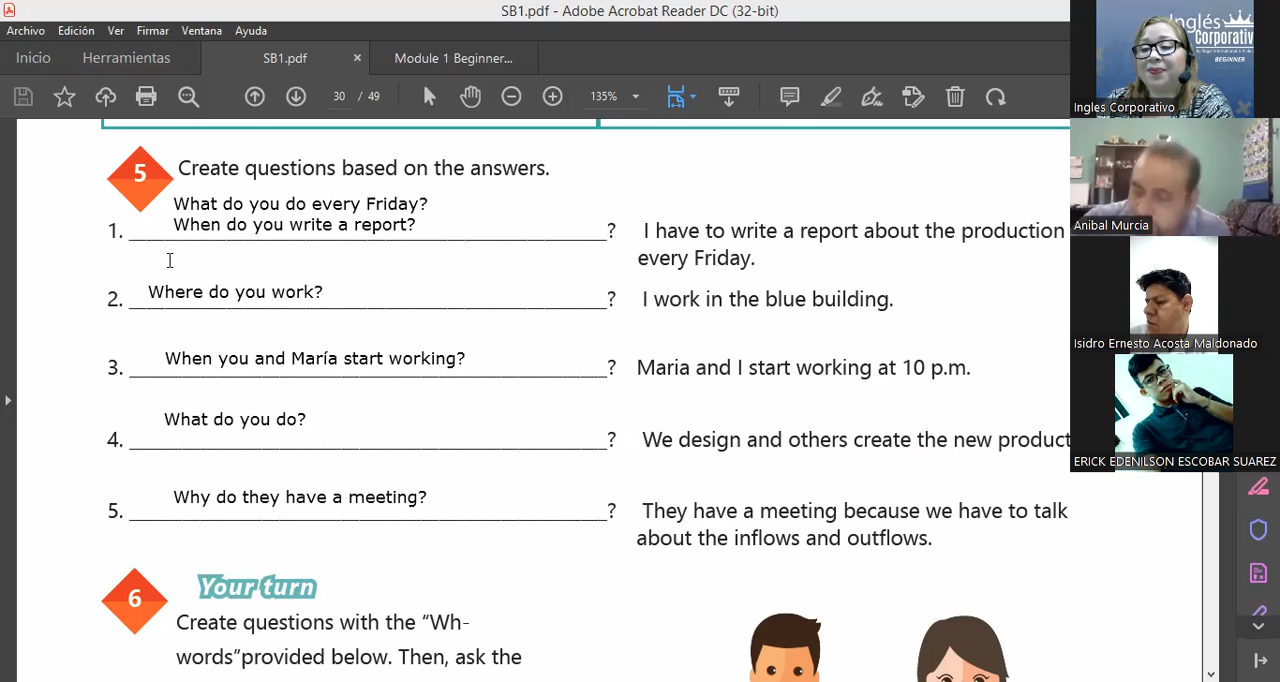 SB1.pdf - Adobe Acrobat Reader DC (32-bit)
Archivo Edición Ver Firmar Ventana Ayuda
Inicio Herramientas SB1.pdf × Module 1 Beginner...
30 / 49 135%
5 Create questions based on the answers.
What do you do every Friday?
When do you write a report?
1. ? I have to write a report about the production
every Friday.
2. Where do you work? ? I work in the blue building.
3. When you and María start working? ? Maria and I start working at 10 p.m.
4. What do you do? ? We design and others create the new product
5. Why do they have a meeting? ? They have a meeting because we have to talk
about the inflows and outflows.
6 Your turn
Create questions with the “Wh-
words”provided below. Then, ask the
Inglés
Corporativo
BEGINNER
Ingles Corporativo
Anibal Murcia
Isidro Ernesto Acosta Maldonado
ERICK EDENILSON ESCOBAR SUAREZ